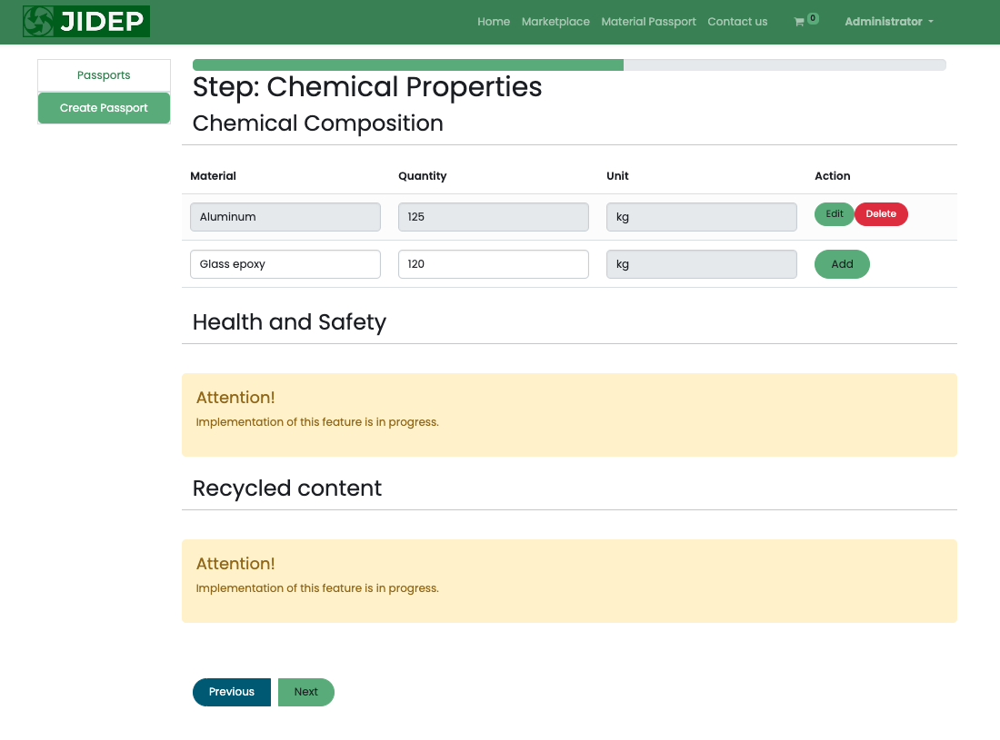 JIDEP
Home Marketplace Material Passport Contact us 0 Administrator
Passports
Create Passport
Step: Chemical Properties
Chemical Composition
Material Quantity Unit Action
Aluminum 125 kg Edit Delete
Glass epoxy 120 kg Add
Health and Safety
Attention!
Implementation of this feature is in progress.
Recycled content
Attention!
Implementation of this feature is in progress.
Previous Next